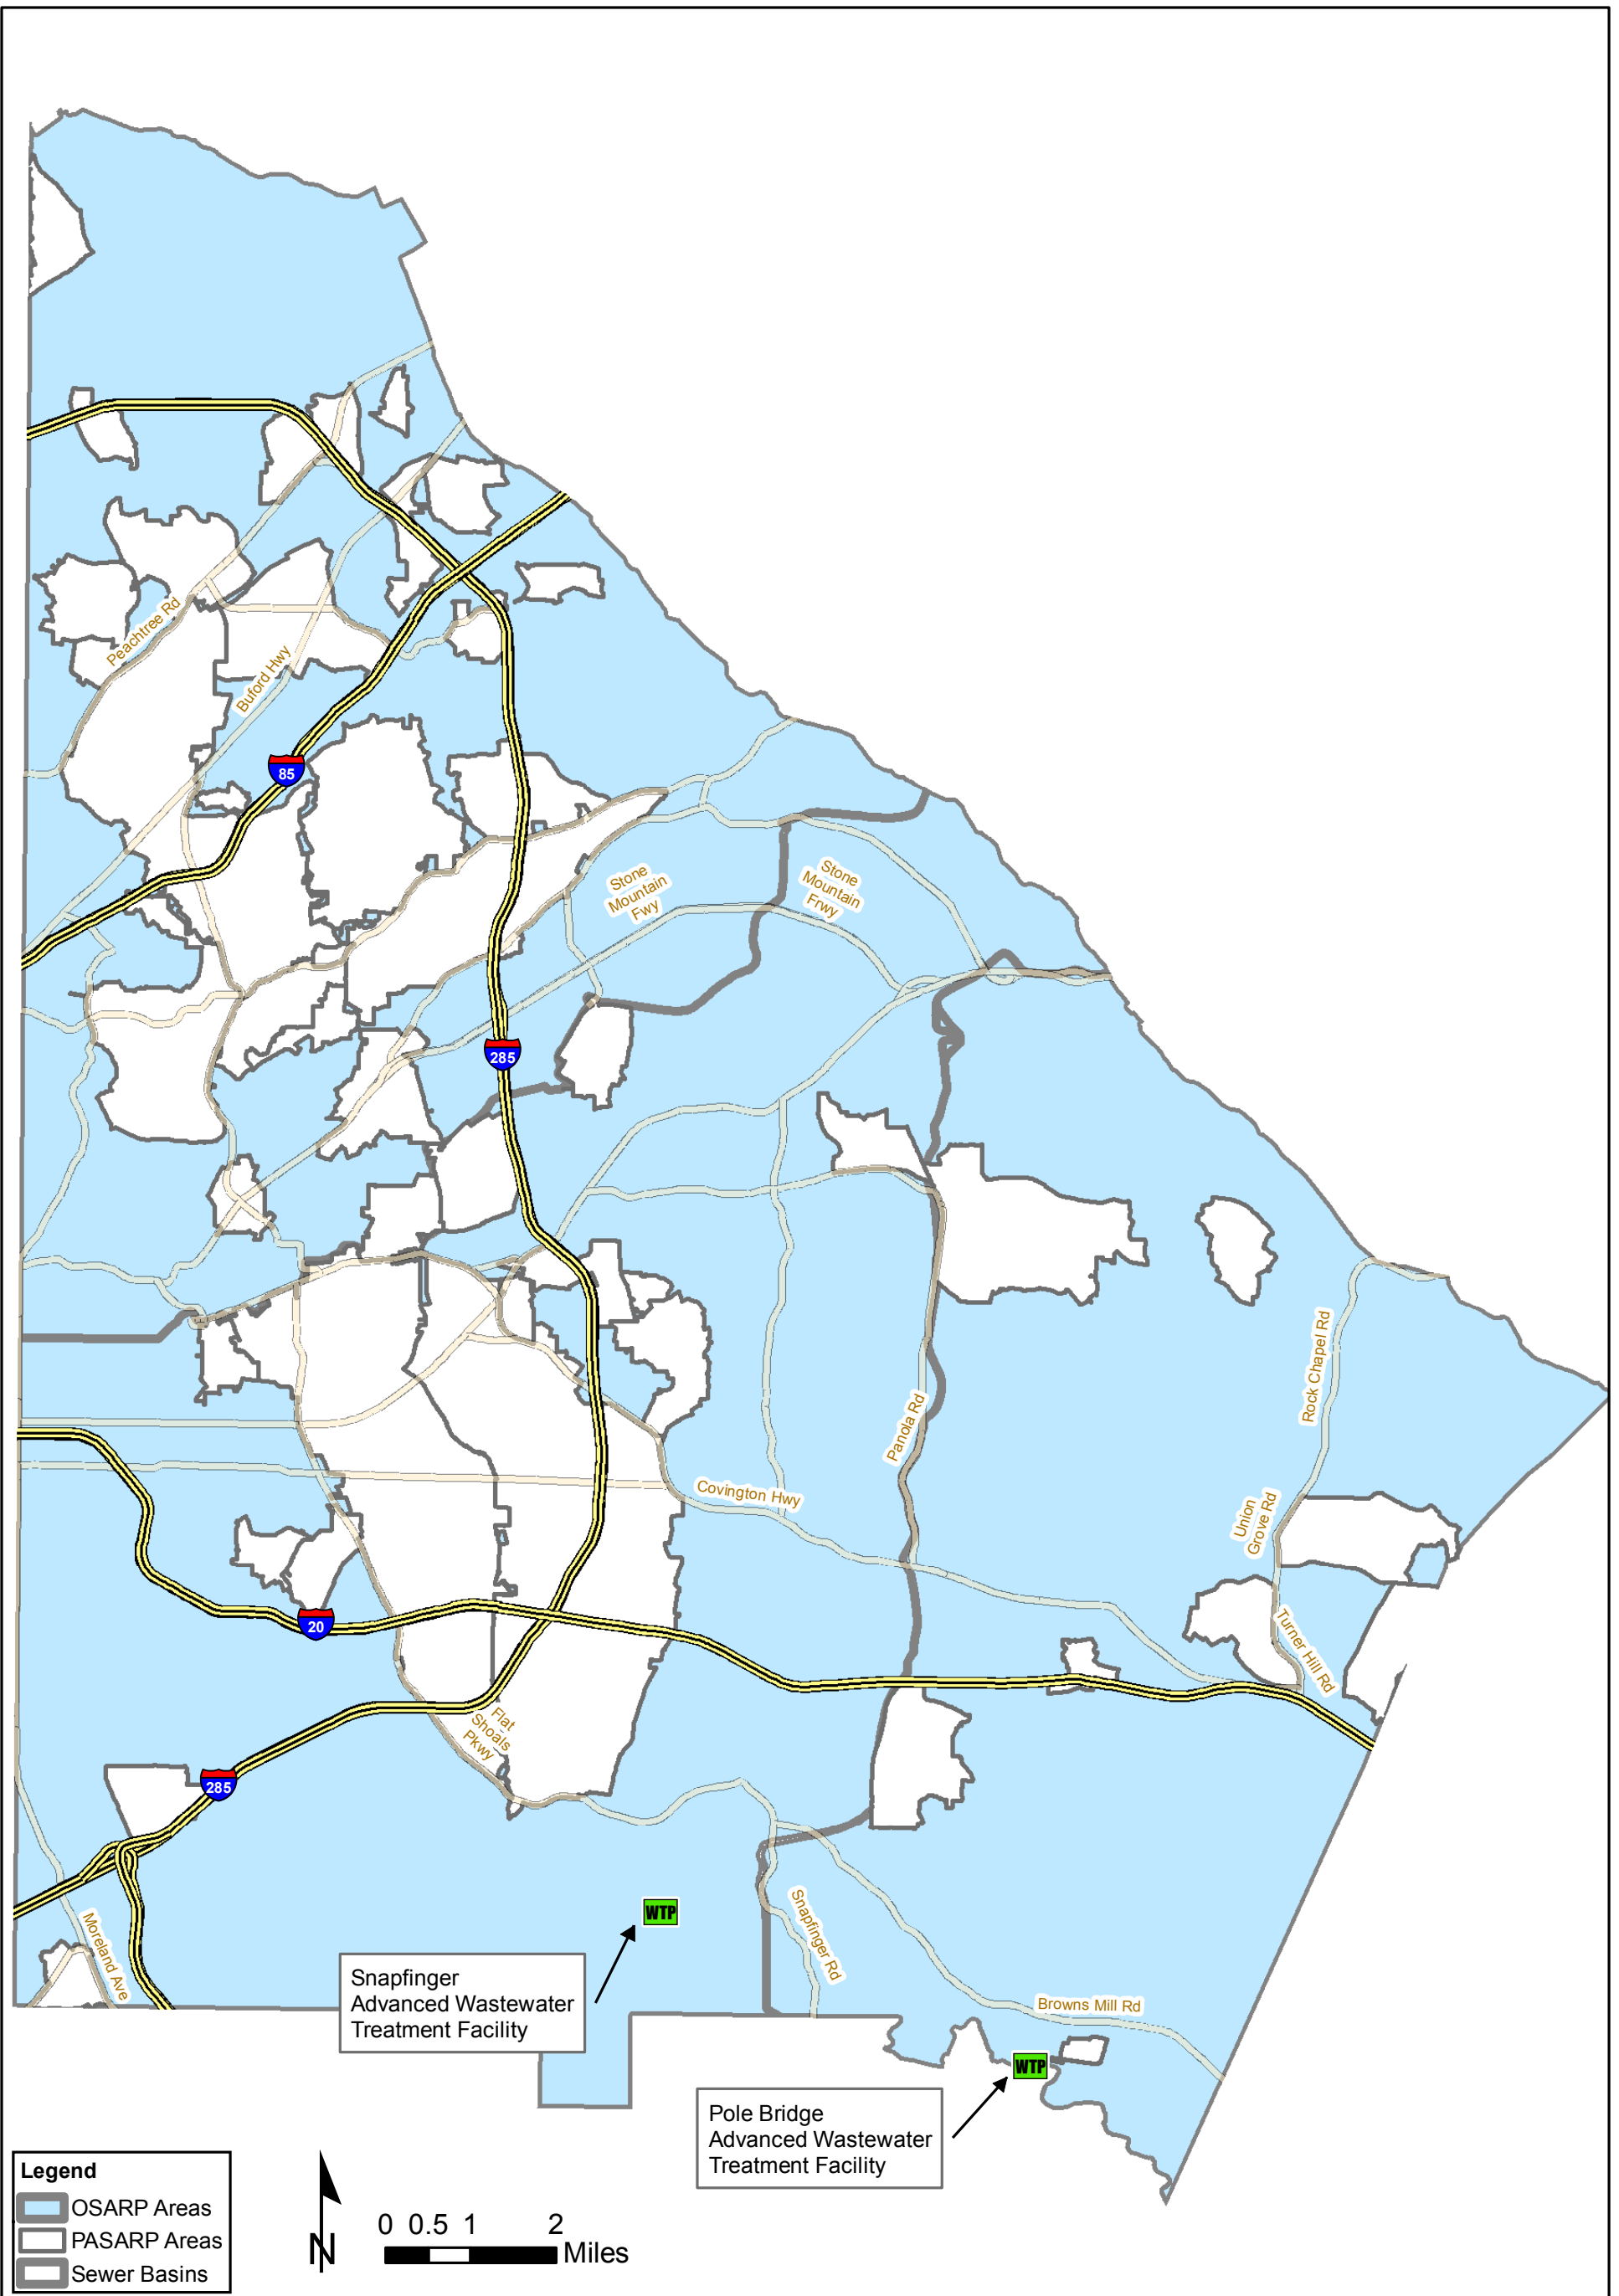 Peachtree Rd
Buford Hwy
85
Stone
Mountain
Fwy
Stone
Mountain
Frwy
285
Rock Chapel Rd
Panola Rd
Covington Hwy
Union
Grove Rd
20
Turner Hill Rd
Flat
Shoals
Pkwy
285
WTP
Snapfinger Rd
Moreland Ave
Snapfinger
Advanced Wastewater
Treatment Facility
Browns Mill Rd
WTP
Pole Bridge
Advanced Wastewater
Treatment Facility
Legend
OSARP Areas
PASARP Areas
Sewer Basins
N
0 0.5 1 2
Miles